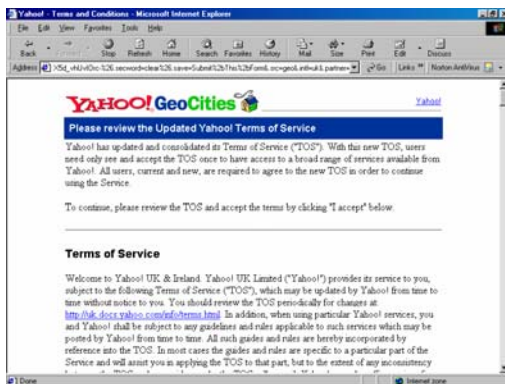 Yahoo! - Terms and Conditions - Microsoft Internet Explorer
File Edit View Favorites Tools Help
Back Stop Refresh Home Search Favorites History Mail Size Print Edit Discuss
Address Go Links Norton AntiVirus
YAHOO! GeoCities
Yahoo!
Please review the Updated Yahoo! Terms of Service
Yahoo! has updated and consolidated its Terms of Service ("TOS"). With this new TOS, users
need only see and accept the TOS once to have access to a broad range of services available from
Yahoo!. All users, current and new, are required to agree to the new TOS in order to continue
using the Service.
To continue, please review the TOS and accept the terms by clicking "I accept" below.
Terms of Service
Welcome to Yahoo! UK & Ireland. Yahoo! UK Limited ("Yahoo!") provides its service to you,
subject to the following Terms of Service ("TOS"), which may be updated by Yahoo! from time to
time without notice to you. You should review the TOS periodically for changes at
http://uk.docs.yahoo.com/info/terms.html. In addition, when using particular Yahoo! services, you
and Yahoo! shall be subject to any guidelines and rules applicable to such services which may be
posted by Yahoo! from time to time. All such guides and rules are hereby incorporated by
reference into the TOS. In most cases the guides and rules are specific to a particular part of the
Service and will assist you in applying the TOS to that part, but to the extent of any inconsistency
Done Internet zone